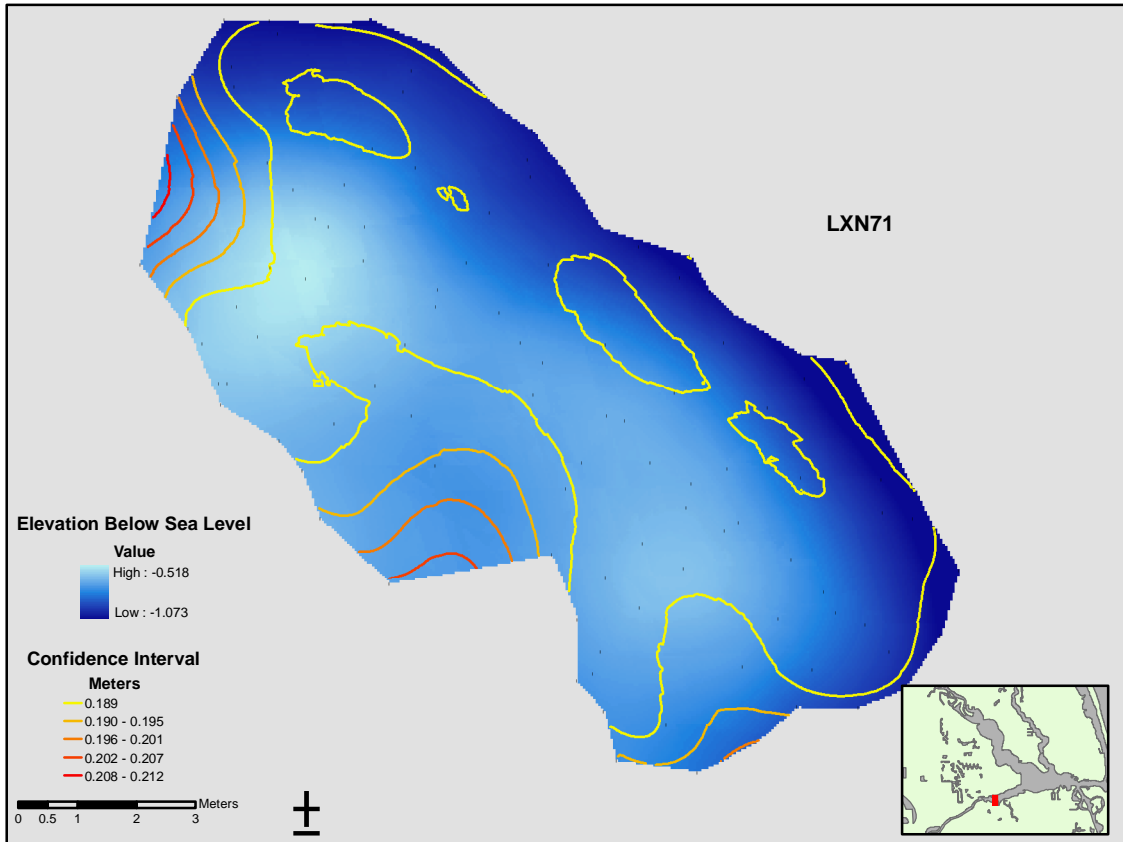 LXN71
Elevation Below Sea Level
Value
High : -0.518
Low : -1.073
Confidence Interval
Meters
0.189
0.190 - 0.195
0.196 - 0.201
0.202 - 0.207
0.208 - 0.212
Meters
0 0.5 1 2 3